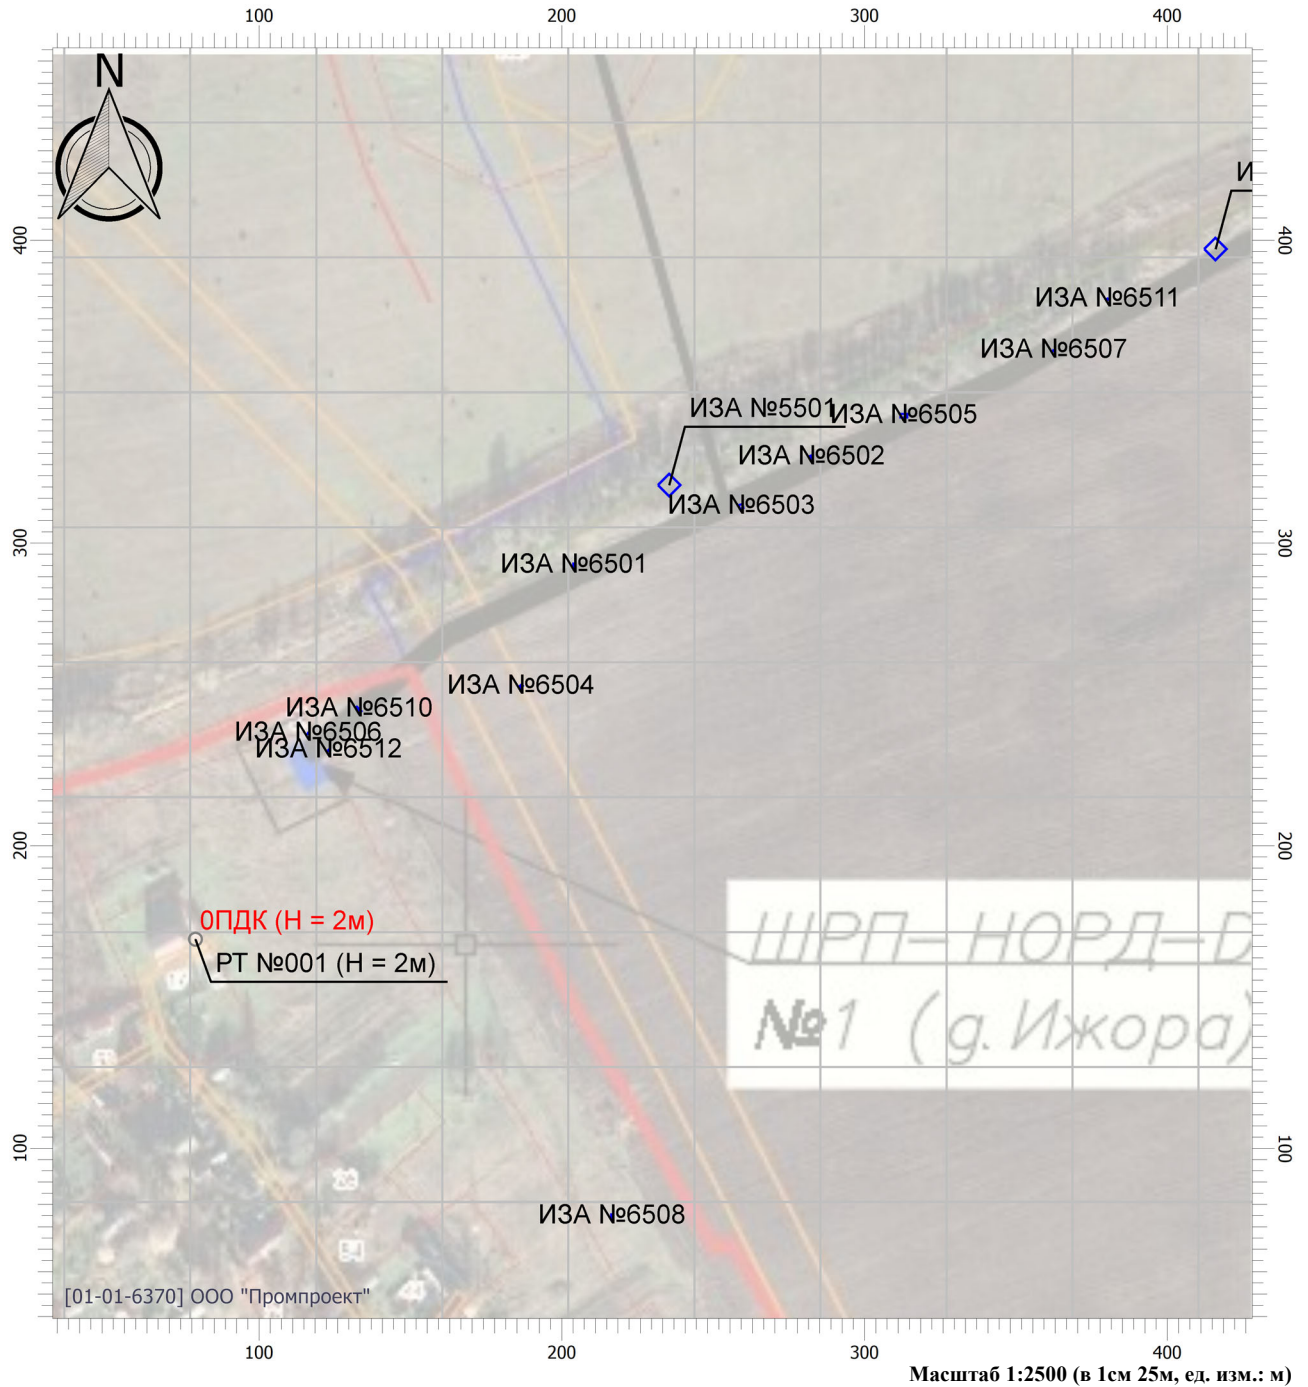 100
200
300
400
N
И
400
400
ИЗА №6511
ИЗА №6507
ИЗА №5501
ИЗА №6505
ИЗА №6502
ИЗА №6503
300
300
ИЗА №6501
ИЗА №6504
ИЗА №6510
ИЗА №6506
ИЗА №6512
200
200
0ПДК (Н = 2м)
ШРП– НОРД–D
РТ №001 (Н = 2м)
№1 (д. Ижора)
100
100
ИЗА №6508
[01-01-6370] ООО "Промпроект"
100
200
300
400
Масштаб 1:2500 (в 1см 25м, ед. изм.: м)